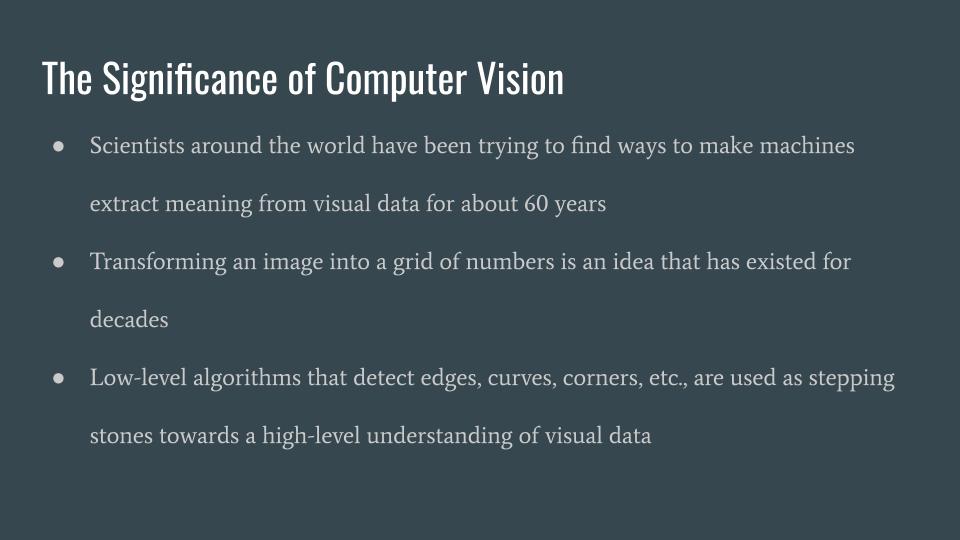 The Significance of Computer Vision
● Scientists around the world have been trying to find ways to make machines
extract meaning from visual data for about 60 years
● Transforming an image into a grid of numbers is an idea that has existed for
decades
● Low-level algorithms that detect edges, curves, corners, etc., are used as stepping
stones towards a high-level understanding of visual data